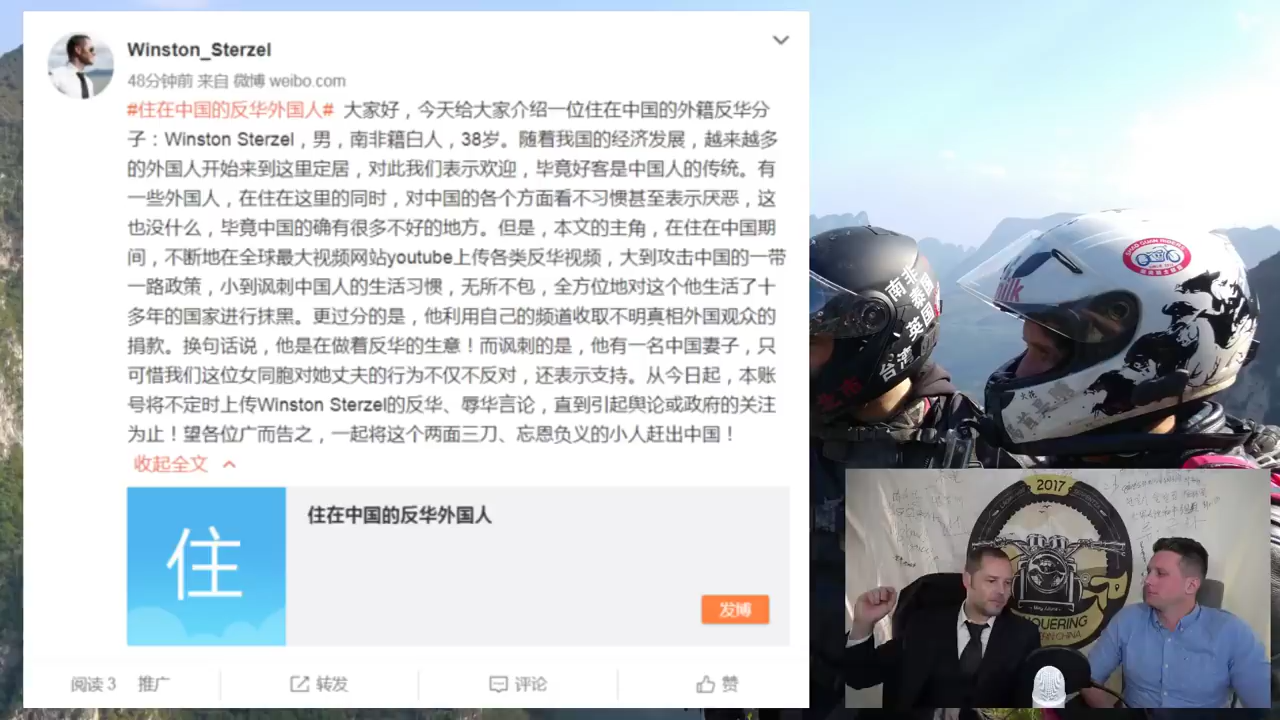 Winston_Sterzel
48分钟前 来自 微博 weibo.com
#住在中国的反华外国人# 大家好，今天给大家介绍一位住在中国的外籍反华分
子：Winston Sterzel，男，南非籍白人，38岁。随着我国的经济发展，越来越多
的外国人开始来到这里定居，对此我们表示欢迎，毕竟好客是中国人的传统。有
一些外国人，在住在这里的同时，对中国的各个方面看不习惯甚至表示厌恶，这
也没什么，毕竟中国的确有很多不好的地方。但是，本文的主角，在住在中国期
间，不断地在全球最大视频网站youtube上传各类反华视频，大到攻击中国的一带
一路政策，小到讽刺中国人的生活习惯，无所不包，全方位地对这个他生活了十
多年的国家进行抹黑。更过分的是，他利用自己的频道收取不明真相外国观众的
捐款。换句话说，他是在做着反华的生意！而讽刺的是，他有一名中国妻子，只
可惜我们这位女同胞对她丈夫的行为不仅不反对，还表示支持。从今日起，本账
号将不定时上传Winston Sterzel的反华、辱华言论，直到引起舆论或政府的关注
为止！望各位广而告之，一起将这个两面三刀、忘恩负义的小人赶出中国！
收起全文
住
住在中国的反华外国人
发博
阅读 3 推广 转发 评论 赞
南非
泰国
英国
台湾
milk
2017